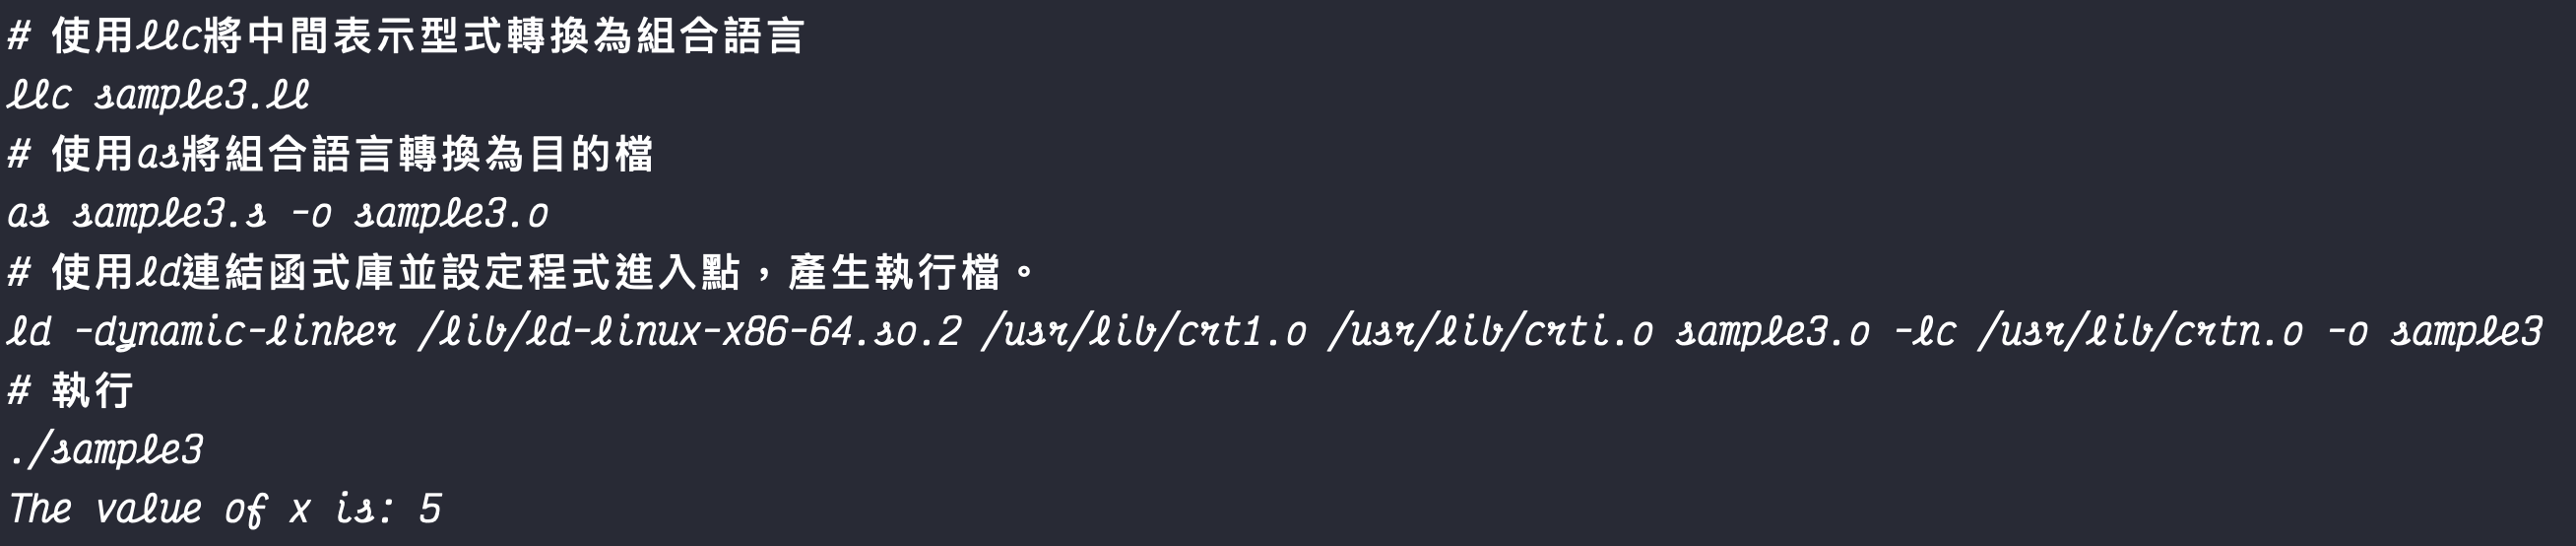 # 使用llc將中間表示型式轉換為組合語言
llc sample3.ll
# 使用as將組合語言轉換為目的檔
as sample3.s -o sample3.o
# 使用ld連結函式庫並設定程式進入點，產生執行檔。
ld -dynamic-linker /lib/ld-linux-x86-64.so.2 /usr/lib/crt1.o /usr/lib/crti.o sample3.o -lc /usr/lib/crtn.o -o sample3
# 執行
./sample3
The value of x is: 5